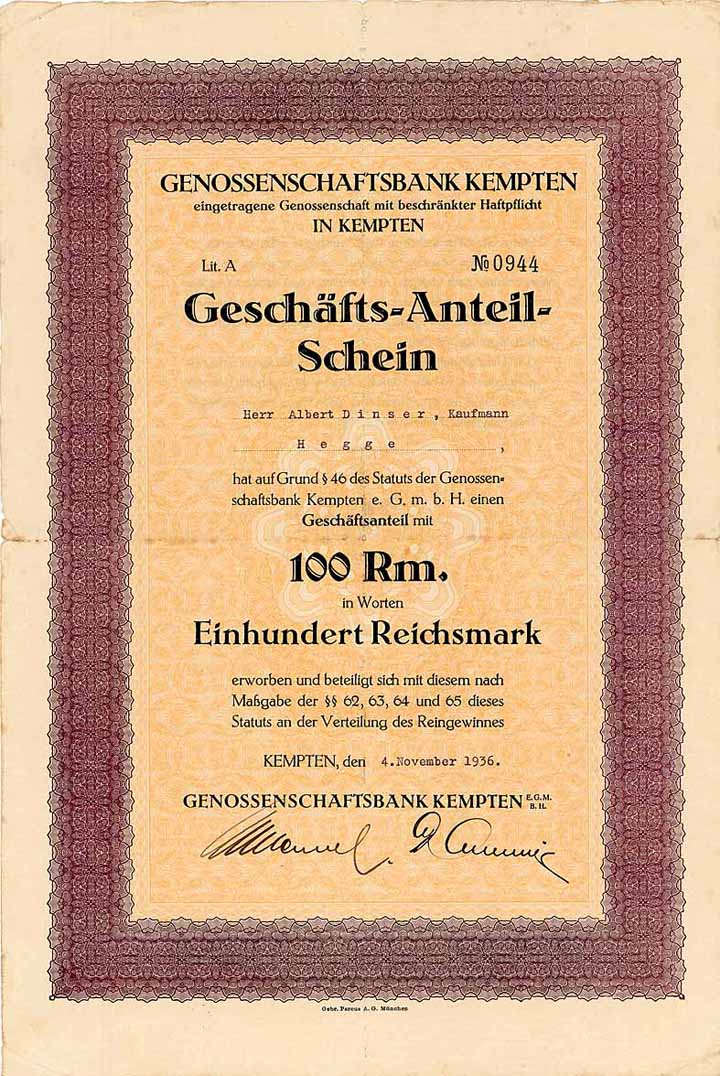 GENOSSENSCHAFTSBANK KEMPTEN
eingetragene Genossenschaft mit beschränkter Haftpflicht
IN KEMPTEN
Lit. A № 0944
Geschäfts-Anteil-
Schein
Herr Albert Dinser, Kaufmann
Hegge,
hat auf Grund § 46 des Statuts der Genossen-
schaftsbank Kempten e. G. m. b. H. einen
Geschäftsanteil mit
100 Rm.
in Worten
Einhundert Reichsmark
erworben und beteiligt sich mit diesem nach
Maßgabe der §§ 62, 63, 64 und 65 dieses
Statuts an der Verteilung des Reingewinnes
KEMPTEN, den 4. November 1936.
GENOSSENSCHAFTSBANK KEMPTEN E.G.M.
B.H.
Gebr. Parcus A. G. München